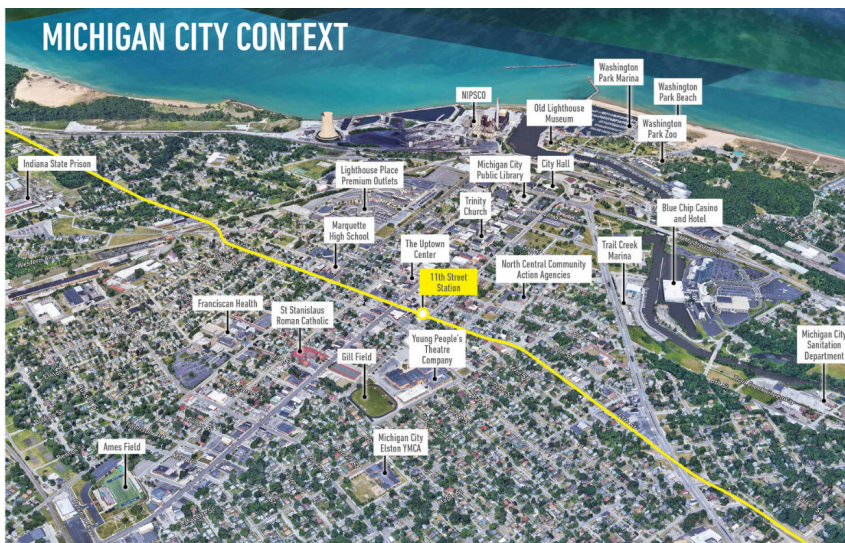 MICHIGAN CITY CONTEXT
Washington
Park Marina
Washington
Park Beach
NIPSCO
Old Lighthouse
Museum
Washington
Park Zoo
Indiana State Prison
Lighthouse Place
Premium Outlets
Michigan City
Public Library
City Hall
Trinity
Church
Blue Chip Casino
and Hotel
Marquette
High School
The Uptown
Center
Trail Creek
Marina
11th Street
Station
North Central Community
Action Agencies
Franciscan Health
St Stanislaus
Roman Catholic
Gill Field
Young People's
Theatre
Company
Michigan City
Sanitation
Department
Ames Field
Michigan City
Elston YMCA